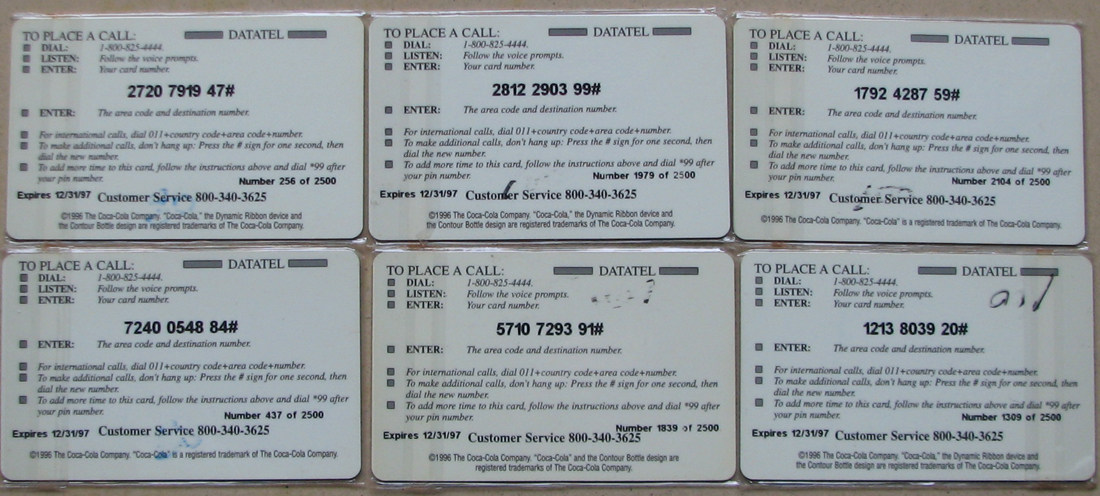 TO PLACE A CALL: DATATEL
DIAL: 1-800-825-4444.
LISTEN: Follow the voice prompts.
ENTER: Your card number.
2720 7919 47#
ENTER: The area code and destination number.
For international calls, dial 011+country code+area code+number.
To make additional calls, don't hang up: Press the # sign for one second, then
dial the new number.
To add more time to this card, follow the instructions above and dial *99 after
your pin number.
Number 256 of 2500
Expires 12/31/97 Customer Service 800-340-3625
©1996 The Coca-Cola Company. "Coca-Cola," the Dynamic Ribbon device and
the Contour Bottle design are registered trademarks of The Coca-Cola Company.
TO PLACE A CALL: DATATEL
DIAL: 1-800-825-4444.
LISTEN: Follow the voice prompts.
ENTER: Your card number.
2812 2903 99#
ENTER: The area code and destination number.
For international calls, dial 011+country code+area code+number.
To make additional calls, don't hang up: Press the # sign for one second, then
dial the new number.
To add more time to this card, follow the instructions above and dial *99 after
your pin number.
Number 1979 of 2500
Expires 12/31/97 Customer Service 800-340-3625
©1996 The Coca-Cola Company. "Coca-Cola," the Dynamic Ribbon device and
the Contour Bottle design are registered trademarks of The Coca-Cola Company.
TO PLACE A CALL: DATATEL
DIAL: 1-800-825-4444.
LISTEN: Follow the voice prompts.
ENTER: Your card number.
1792 4287 59#
ENTER: The area code and destination number.
For international calls, dial 011+country code+area code+number.
To make additional calls, don't hang up: Press the # sign for one second, then
dial the new number.
To add more time to this card, follow the instructions above and dial *99 after
your pin number.
Number 2104 of 2500
Expires 12/31/97 Customer Service 800-340-3625
©1996 The Coca-Cola Company. "Coca-Cola" is a registered trademark of The Coca-Cola Company.
TO PLACE A CALL: DATATEL
DIAL: 1-800-825-4444.
LISTEN: Follow the voice prompts.
ENTER: Your card number.
7240 0548 84#
ENTER: The area code and destination number.
For international calls, dial 011+country code+area code+number.
To make additional calls, don't hang up: Press the # sign for one second, then
dial the new number.
To add more time to this card, follow the instructions above and dial *99 after
your pin number.
Number 437 of 2500
Expires 12/31/97 Customer Service 800-340-3625
©1996 The Coca-Cola Company. "Coca-Cola" is a registered trademark of The Coca-Cola Company.
TO PLACE A CALL: DATATEL
DIAL: 1-800-825-4444.
LISTEN: Follow the voice prompts.
ENTER: Your card number.
5710 7293 91#
ENTER: The area code and destination number.
For international calls, dial 011+country code+area code+number.
To make additional calls, don't hang up: Press the # sign for one second, then
dial the new number.
To add more time to this card, follow the instructions above and dial *99 after
your pin number.
Number 1839 of 2500
Expires 12/31/97 Customer Service 800-340-3625
©1996 The Coca-Cola Company. "Coca-Cola" and the Contour Bottle design are
registered trademarks of The Coca-Cola Company.
TO PLACE A CALL: DATATEL
DIAL: 1-800-825-4444.
LISTEN: Follow the voice prompts.
ENTER: Your card number.
1213 8039 20#
ENTER: The area code and destination number.
For international calls, dial 011+country code+area code+number.
To make additional calls, don't hang up: Press the # sign for one second, then
dial the new number.
To add more time to this card, follow the instructions above and dial *99 after
your pin number.
Number 1309 of 2500
Expires 12/31/97 Customer Service 800-340-3625
©1996 The Coca-Cola Company. "Coca-Cola," the Dynamic Ribbon device and
the Contour Bottle design are registered trademarks of The Coca-Cola Company.